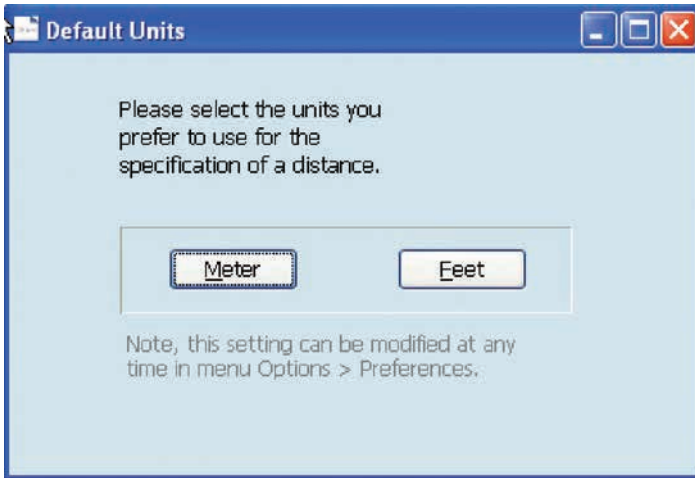 Default Units
Please select the units you
prefer to use for the
specification of a distance.
Meter
Feet
Note, this setting can be modified at any
time in menu Options > Preferences.